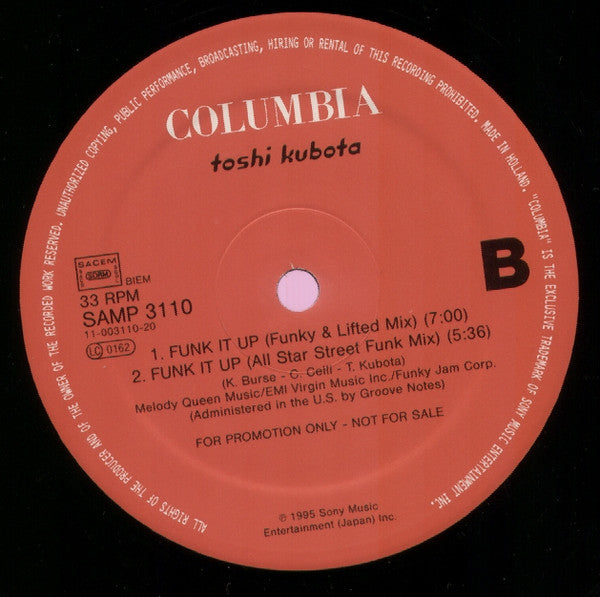 ALL RIGHTS OF THE PRODUCER AND OF THE OWNER OF THE RECORDED WORK RESERVED. UNAUTHORIZED COPYING, PUBLIC PERFORMANCE, BROADCASTING, HIRING OR RENTAL OF THIS RECORDING PROHIBITED. MADE IN HOLLAND. "COLUMBIA" IS THE EXCLUSIVE TRADEMARK OF SONY MUSIC ENTERTAINMENT INC.
COLUMBIA
toshi kubota
SACEM
SDRM
BIEM
B
33 RPM
SAMP 3110
11-003110-20
LC 0162
1. FUNK IT UP (Funky & Lifted Mix) (7:00)
2. FUNK IT UP (All Star Street Funk Mix) (5:36)
(K. Burse - C. Ceili - T. Kubota)
Melody Queen Music/EMI Virgin Music Inc./Funky Jam Corp.
(Administered in the U.S. by Groove Notes)
FOR PROMOTION ONLY - NOT FOR SALE
℗ 1995 Sony Music
Entertainment (Japan) Inc.